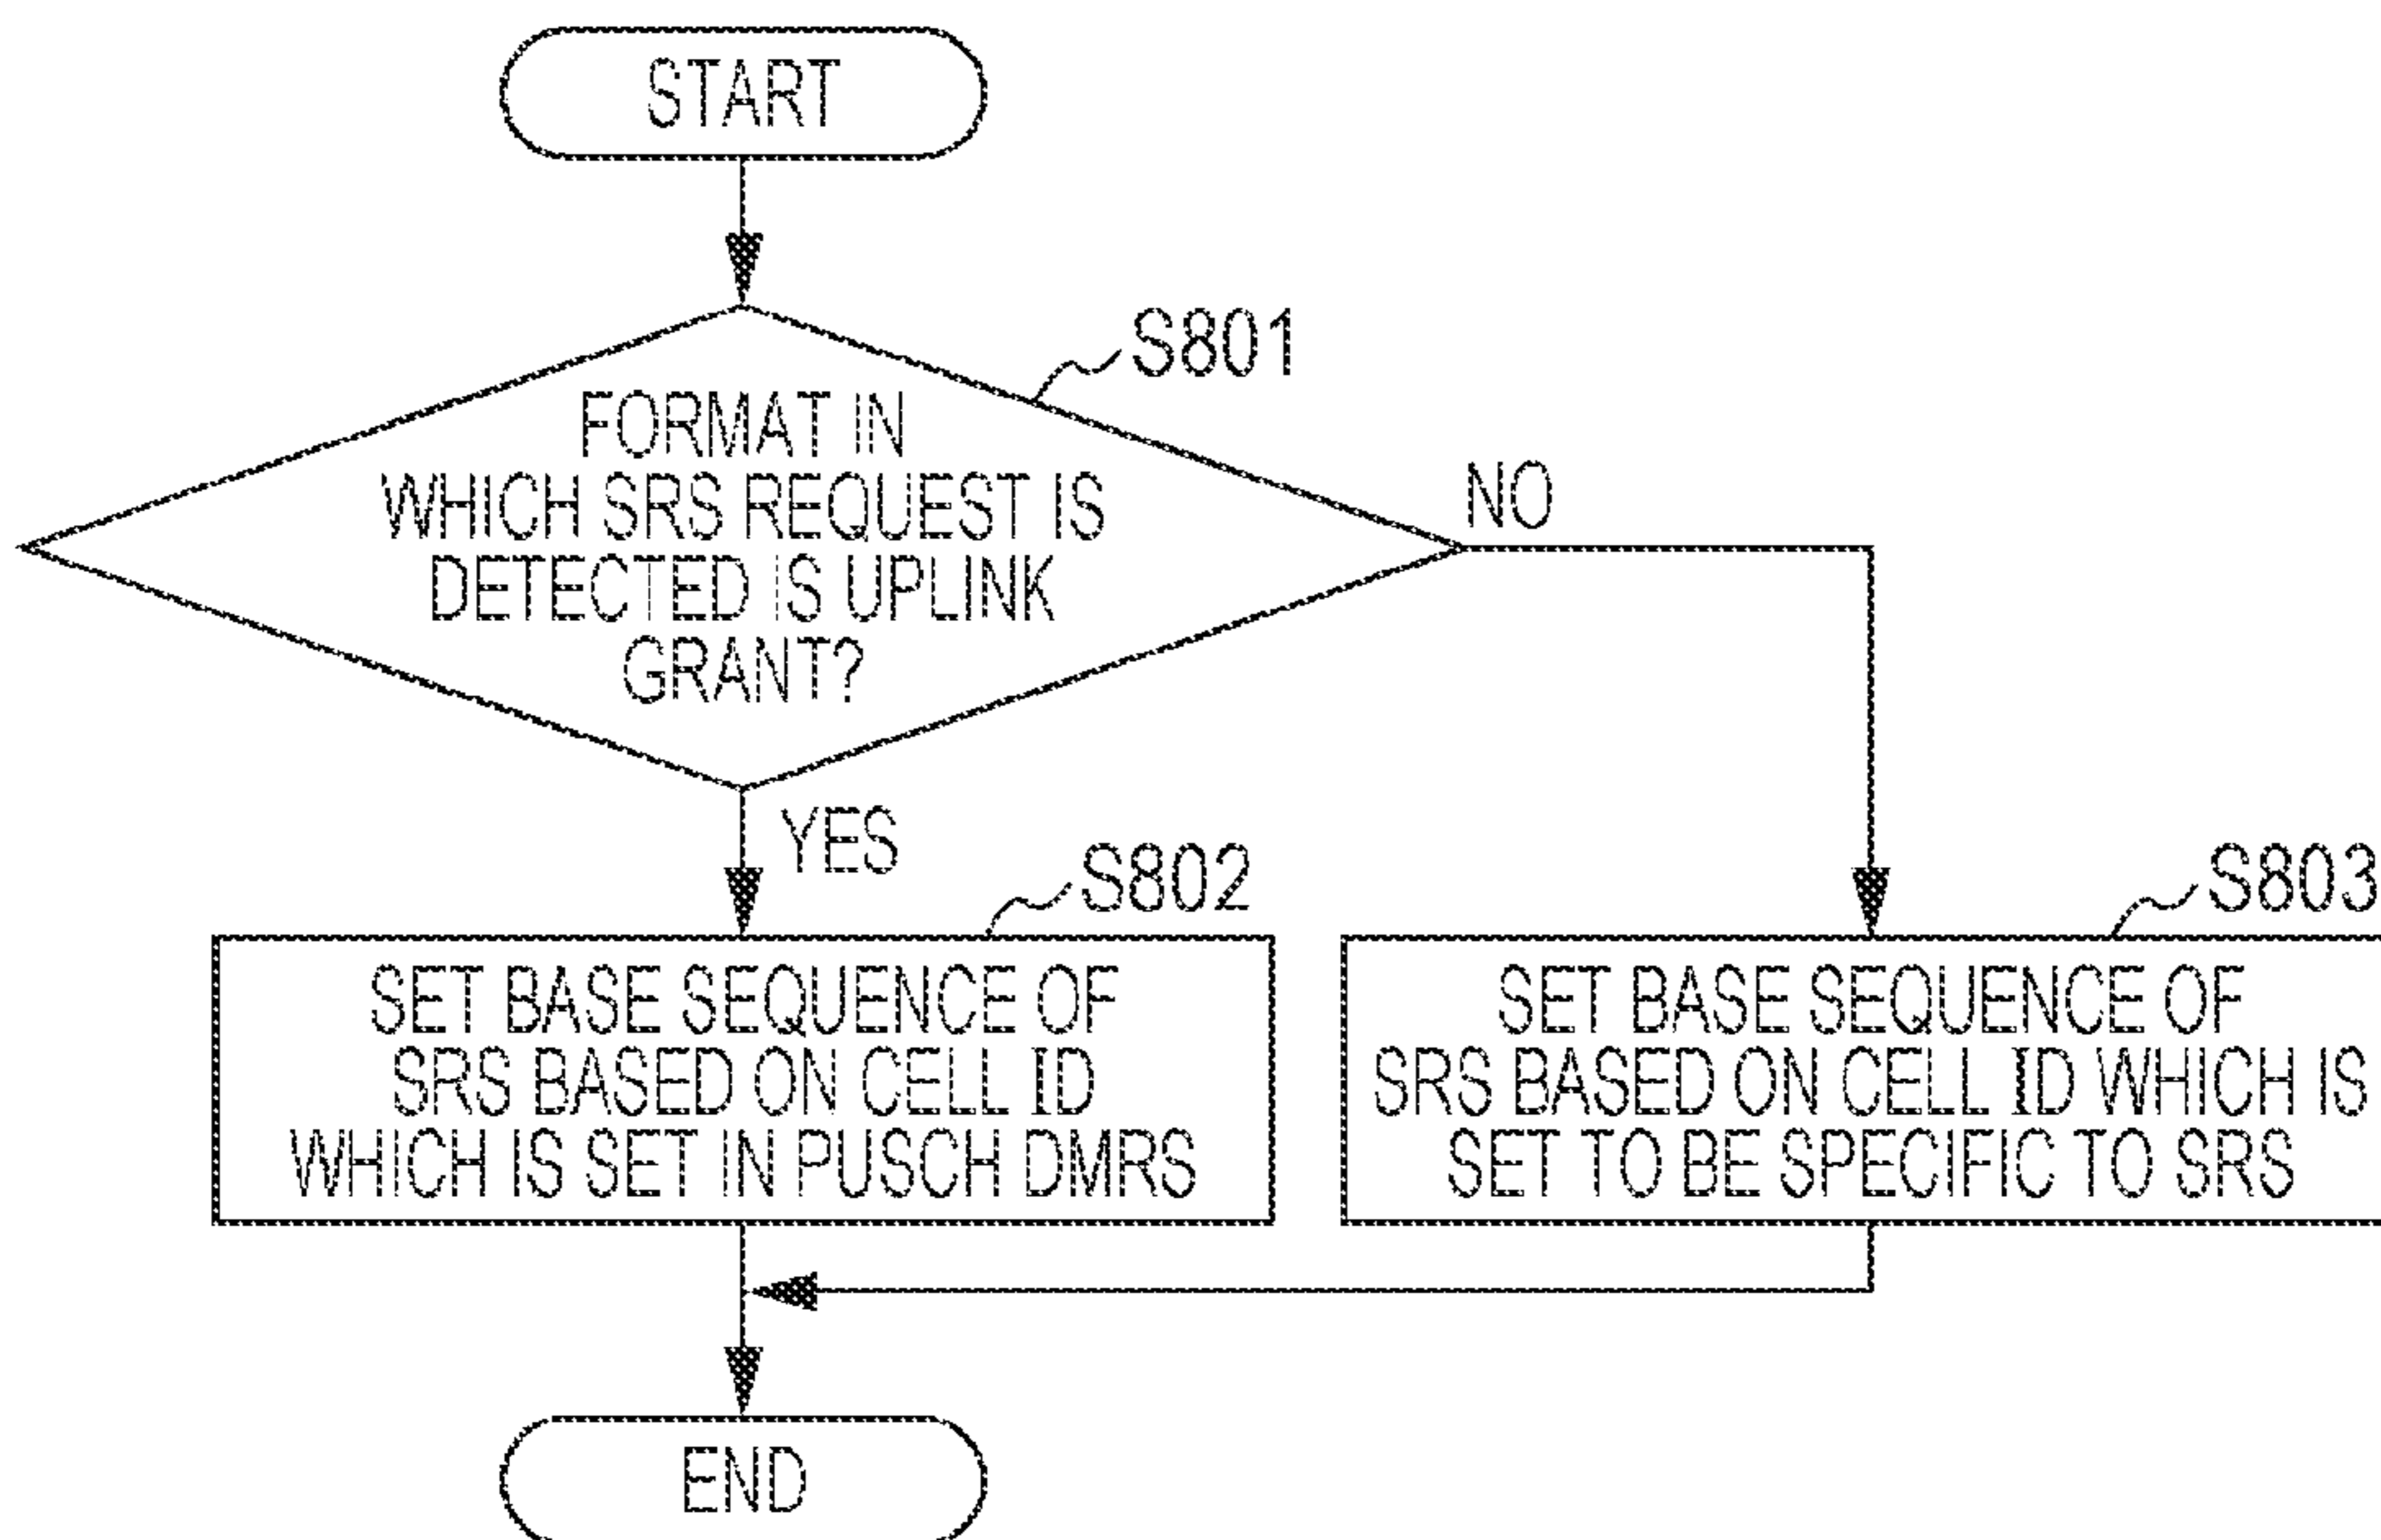 START
S801
FORMAT IN
WHICH SRS REQUEST IS
DETECTED IS UPLINK
GRANT?
NO
YES
S802
SET BASE SEQUENCE OF
SRS BASED ON CELL ID
WHICH IS SET IN PUSCH DMRS
S803
SET BASE SEQUENCE OF
SRS BASED ON CELL ID WHICH IS
SET TO BE SPECIFIC TO SRS
END